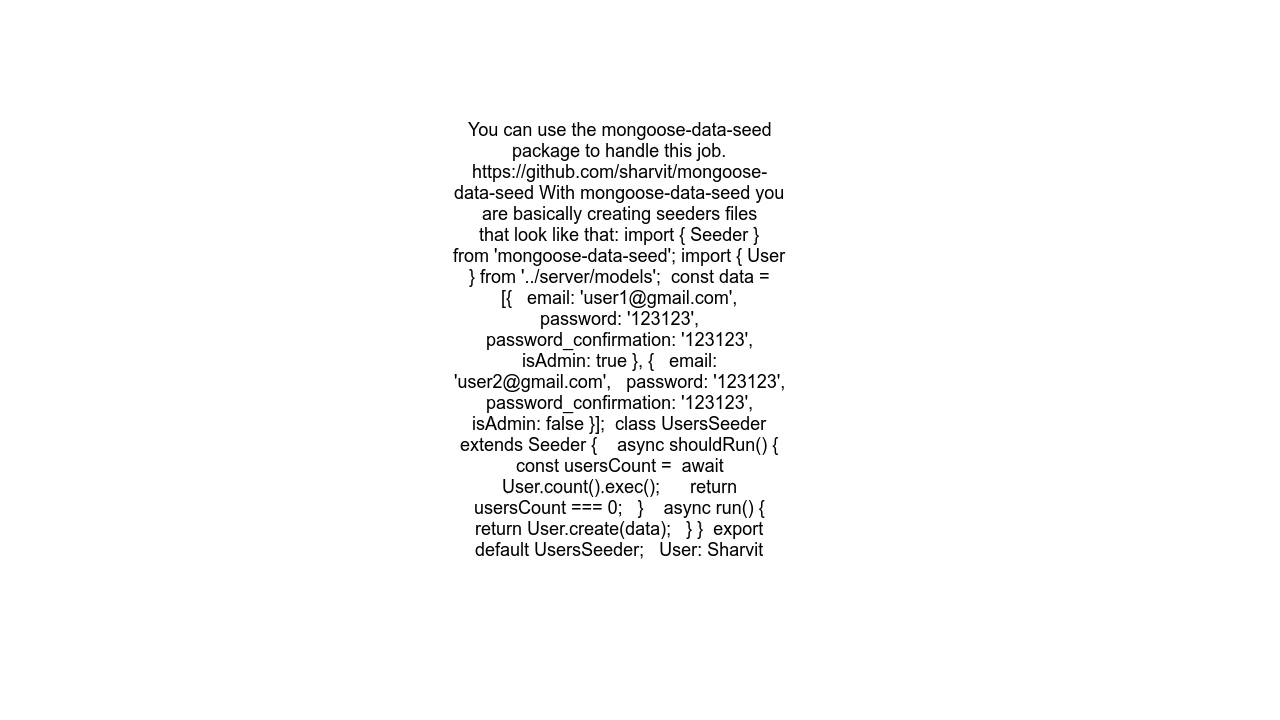 You can use the mongoose-data-seed
package to handle this job.
https://github.com/sharvit/mongoose-
data-seed With mongoose-data-seed you
are basically creating seeders files
that look like that: import { Seeder }
from 'mongoose-data-seed'; import { User
} from '../server/models';  const data =
[{   email: 'user1@gmail.com',
password: '123123',
password_confirmation: '123123',
isAdmin: true }, {   email:
'user2@gmail.com',   password: '123123',
password_confirmation: '123123',
isAdmin: false }];  class UsersSeeder
extends Seeder {    async shouldRun() {
const usersCount =  await
User.count().exec();      return
usersCount === 0;   }    async run() {
return User.create(data);   } }  export
default UsersSeeder;   User: Sharvit